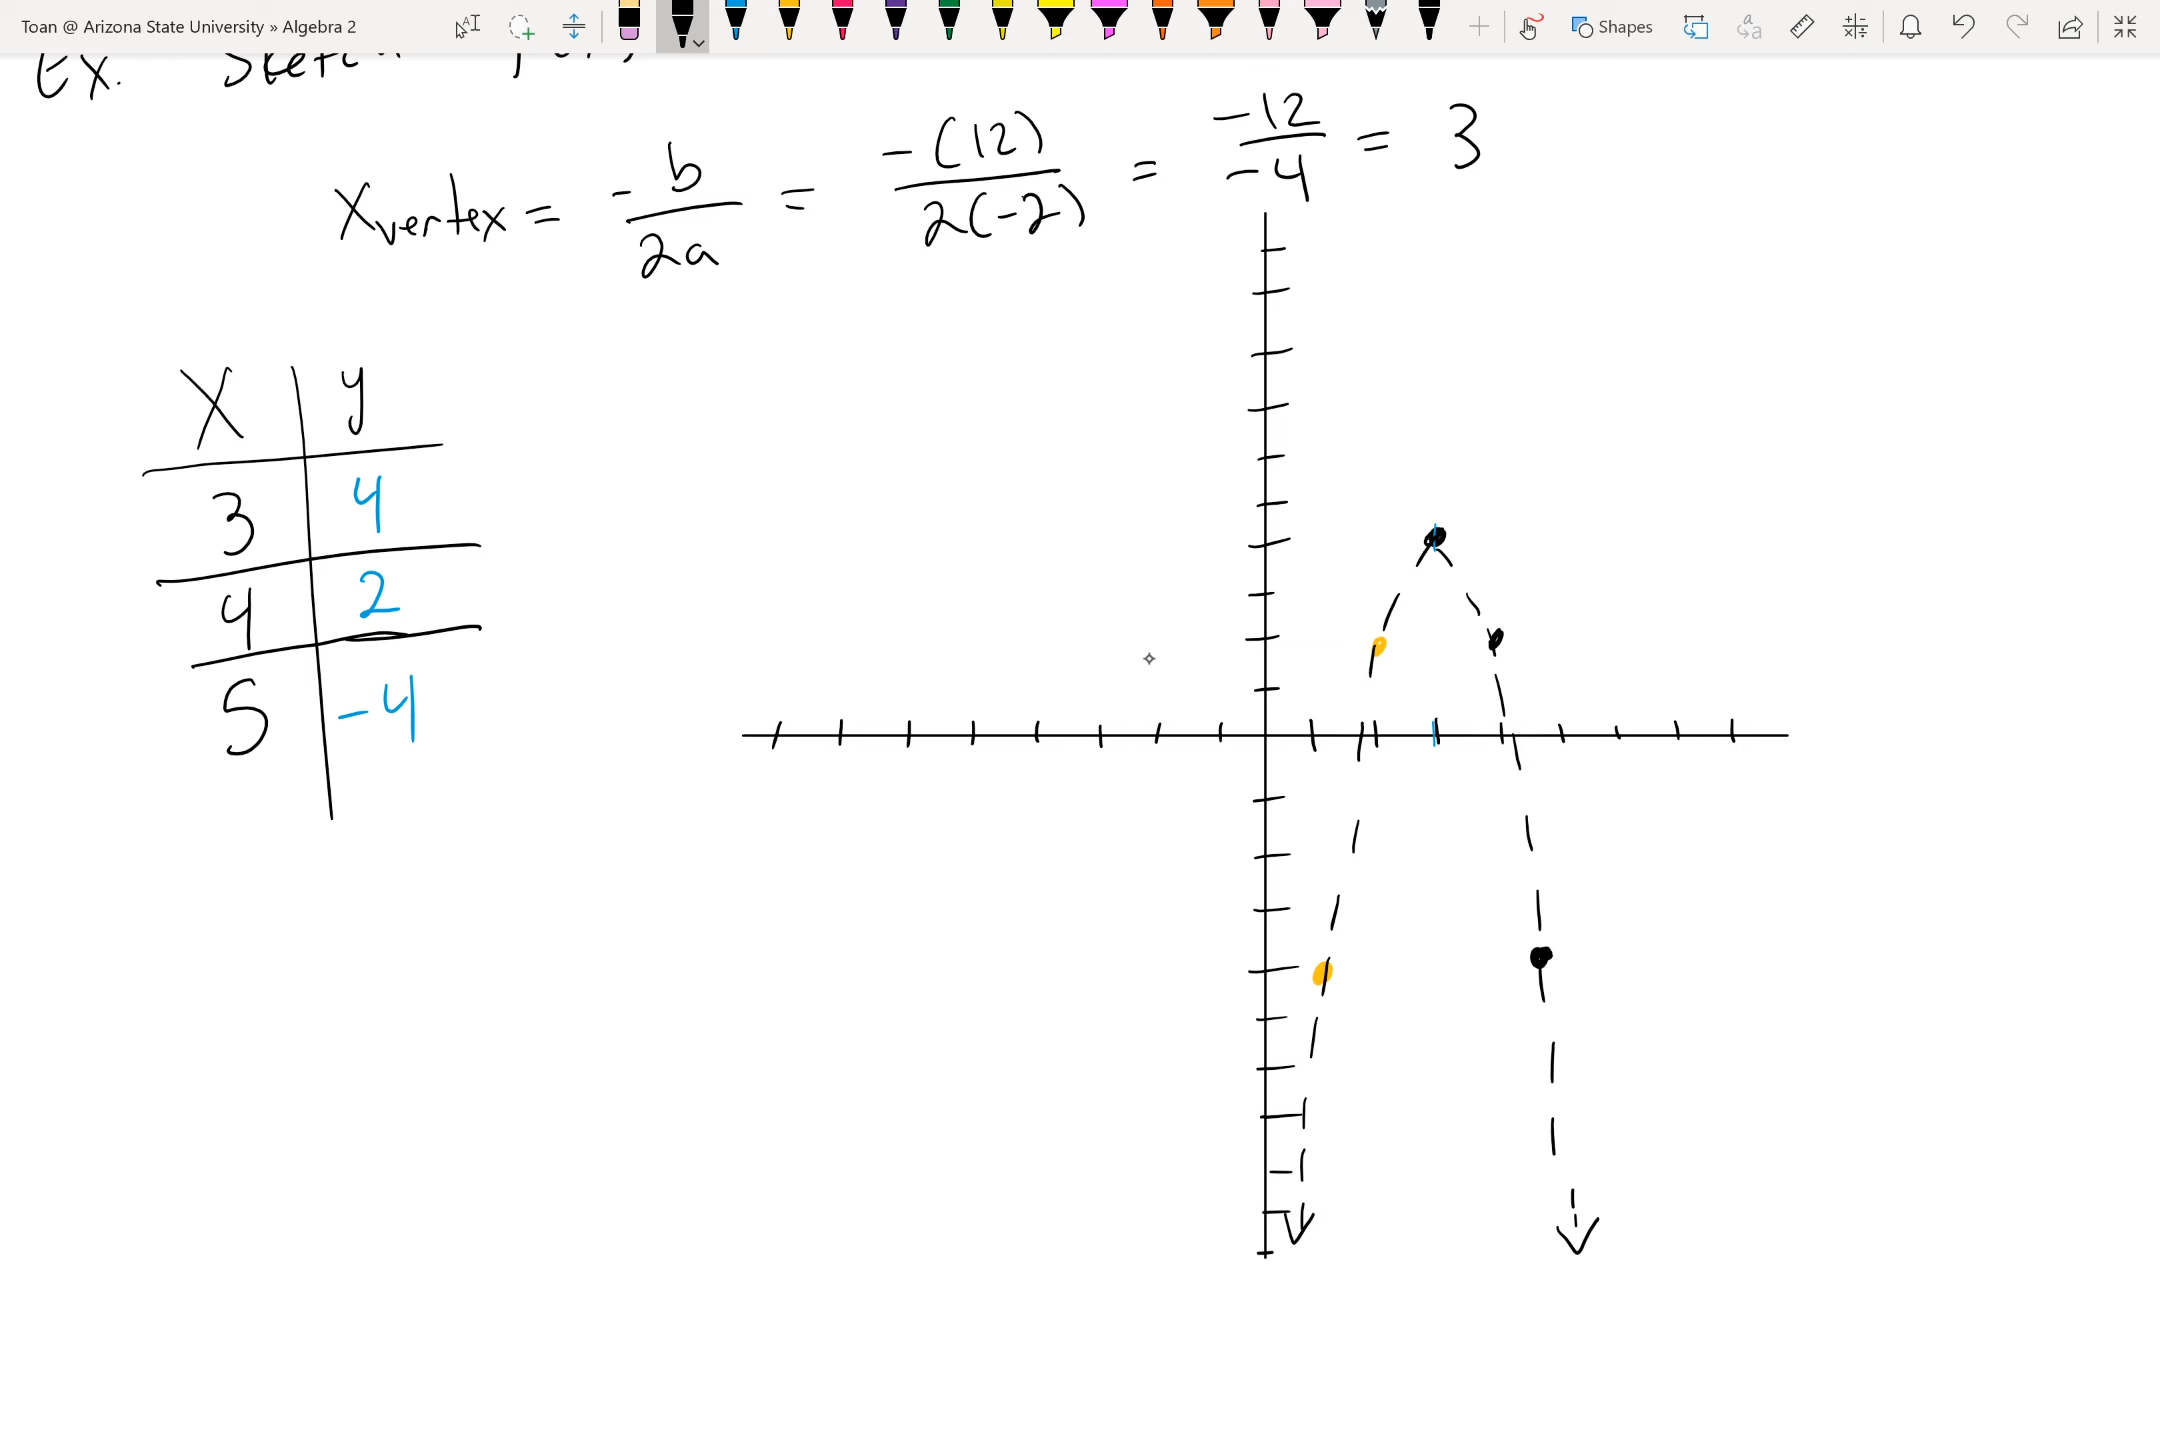 Toan @ Arizona State University » Algebra 2
Shapes
Ex.
Xvertex = -b/2a = -(12)/2(-2) = -12/-4 = 3
X y
3 4
4 2
5 -4